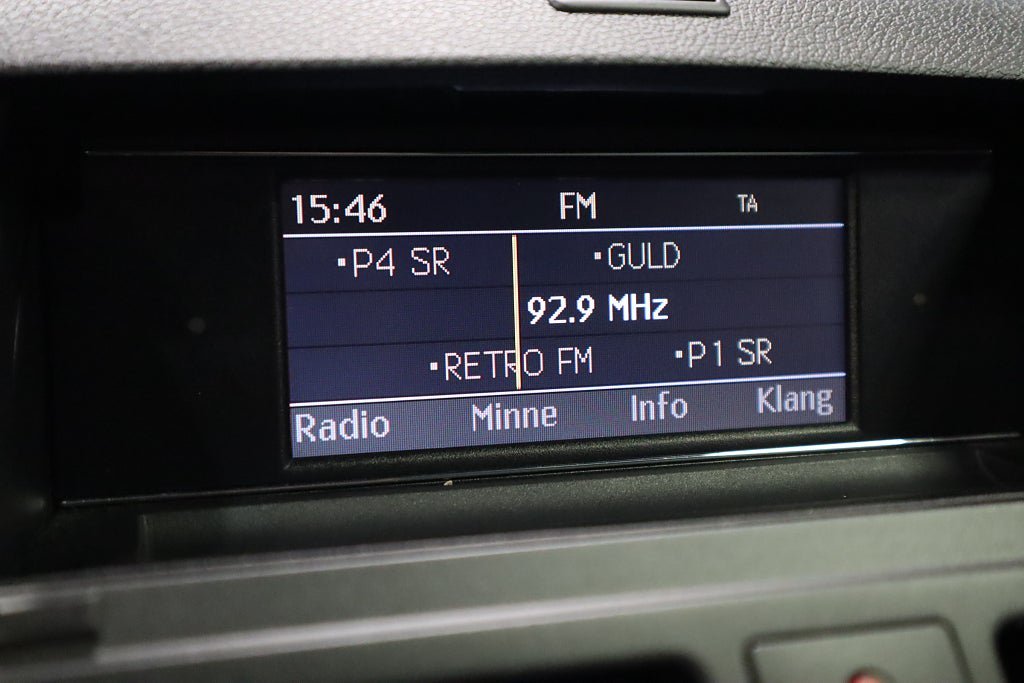 15:46 FM TA
▪P4 SR ▪GULD
92.9 MHz
▪RETRO FM ▪P1 SR
Radio Minne Info Klang